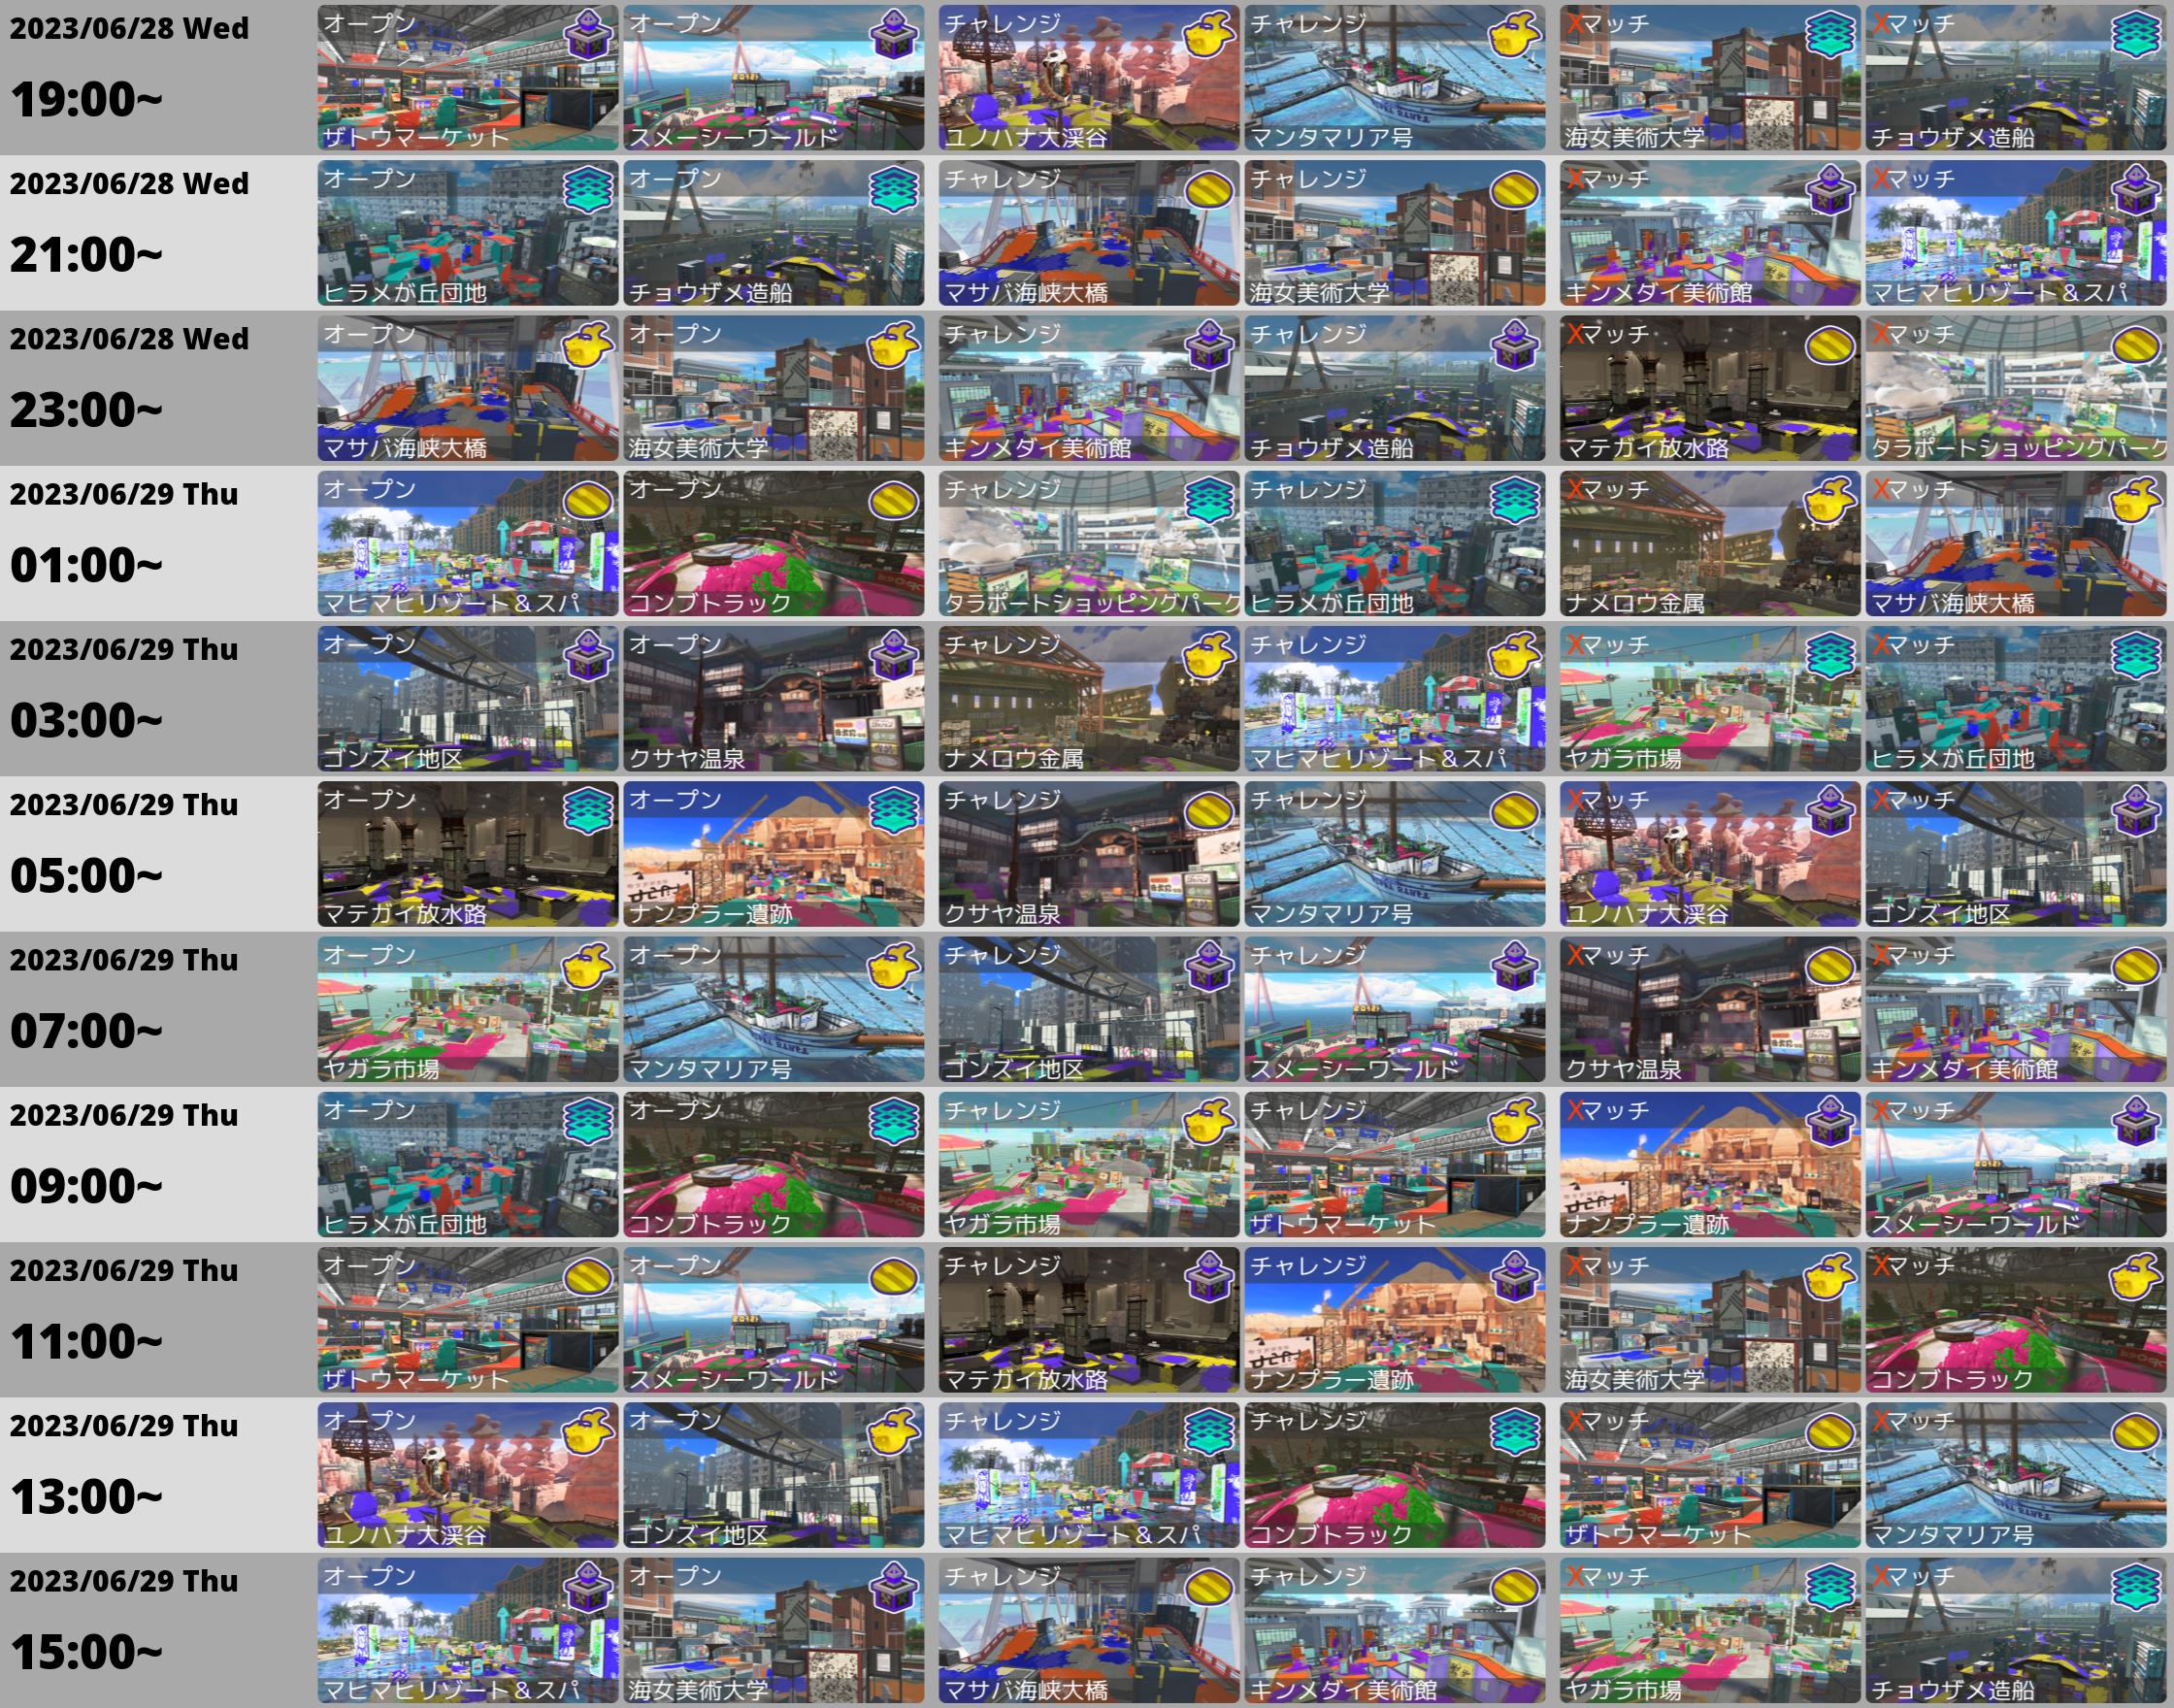 2023/06/28 Wed
19:00~
オープン
ザトウマーケット
オープン
スメーシーワールド
チャレンジ
ユノハナ大渓谷
チャレンジ
マンタマリア号
Xマッチ
海女美術大学
Xマッチ
チョウザメ造船
2023/06/28 Wed
21:00~
オープン
ヒラメが丘団地
オープン
チョウザメ造船
チャレンジ
マサバ海峡大橋
チャレンジ
海女美術大学
Xマッチ
キンメダイ美術館
Xマッチ
マヒマヒリゾート&スパ
2023/06/28 Wed
23:00~
オープン
マサバ海峡大橋
オープン
海女美術大学
チャレンジ
キンメダイ美術館
チャレンジ
チョウザメ造船
Xマッチ
マテガイ放水路
Xマッチ
タラポートショッピングパーク
2023/06/29 Thu
01:00~
オープン
マヒマヒリゾート&スパ
オープン
コンブトラック
チャレンジ
タラポートショッピングパーク
チャレンジ
ヒラメが丘団地
Xマッチ
ナメロウ金属
Xマッチ
マサバ海峡大橋
2023/06/29 Thu
03:00~
オープン
ゴンズイ地区
オープン
クサヤ温泉
チャレンジ
ナメロウ金属
チャレンジ
マヒマヒリゾート&スパ
Xマッチ
ヤガラ市場
Xマッチ
ヒラメが丘団地
2023/06/29 Thu
05:00~
オープン
マテガイ放水路
オープン
ナンプラー遺跡
チャレンジ
クサヤ温泉
チャレンジ
マンタマリア号
Xマッチ
ユノハナ大渓谷
Xマッチ
ゴンズイ地区
2023/06/29 Thu
07:00~
オープン
ヤガラ市場
オープン
マンタマリア号
チャレンジ
ゴンズイ地区
チャレンジ
スメーシーワールド
Xマッチ
クサヤ温泉
Xマッチ
キンメダイ美術館
2023/06/29 Thu
09:00~
オープン
ヒラメが丘団地
オープン
コンブトラック
チャレンジ
ヤガラ市場
チャレンジ
ザトウマーケット
Xマッチ
ナンプラー遺跡
Xマッチ
スメーシーワールド
2023/06/29 Thu
11:00~
オープン
ザトウマーケット
オープン
スメーシーワールド
チャレンジ
マテガイ放水路
チャレンジ
ナンプラー遺跡
Xマッチ
海女美術大学
Xマッチ
コンブトラック
2023/06/29 Thu
13:00~
オープン
ユノハナ大渓谷
オープン
ゴンズイ地区
チャレンジ
マヒマヒリゾート&スパ
チャレンジ
コンブトラック
Xマッチ
ザトウマーケット
Xマッチ
マンタマリア号
2023/06/29 Thu
15:00~
オープン
マヒマヒリゾート&スパ
オープン
海女美術大学
チャレンジ
マサバ海峡大橋
チャレンジ
キンメダイ美術館
Xマッチ
ヤガラ市場
Xマッチ
チョウザメ造船